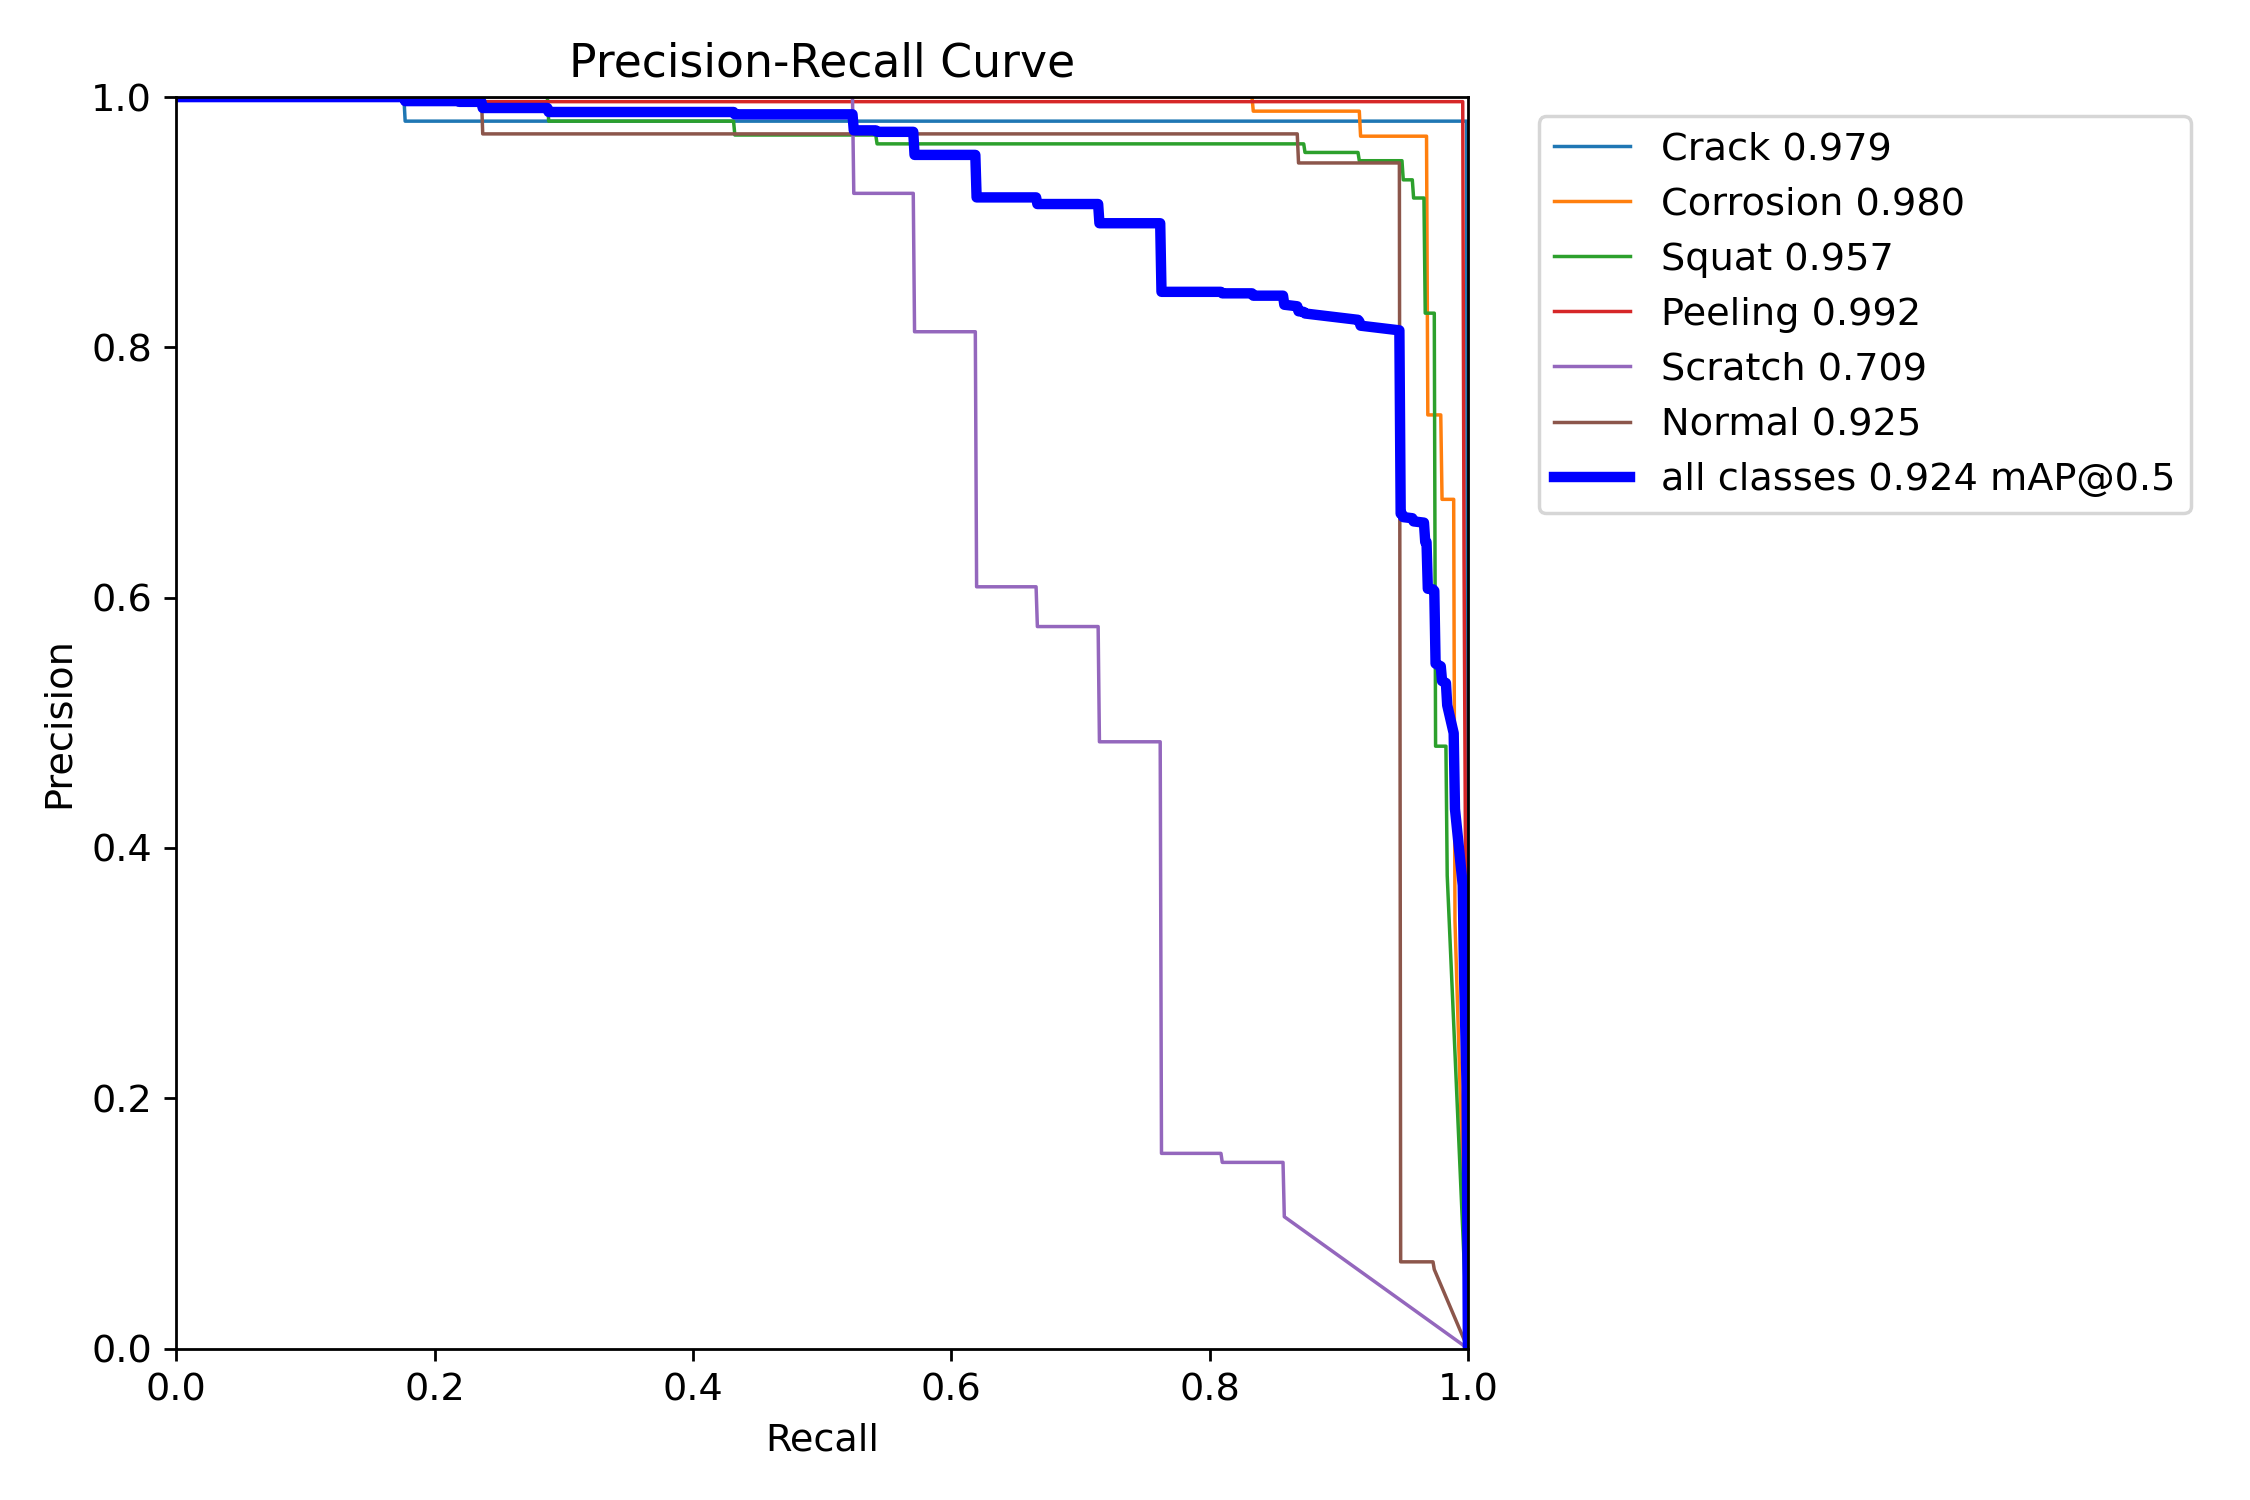 Precision-Recall Curve
1.0
0.8
0.6
0.4
0.2
0.0
Precision
0.0 0.2 0.4 0.6 0.8 1.0
Recall
Crack 0.979
Corrosion 0.980
Squat 0.957
Peeling 0.992
Scratch 0.709
Normal 0.925
all classes 0.924 mAP@0.5